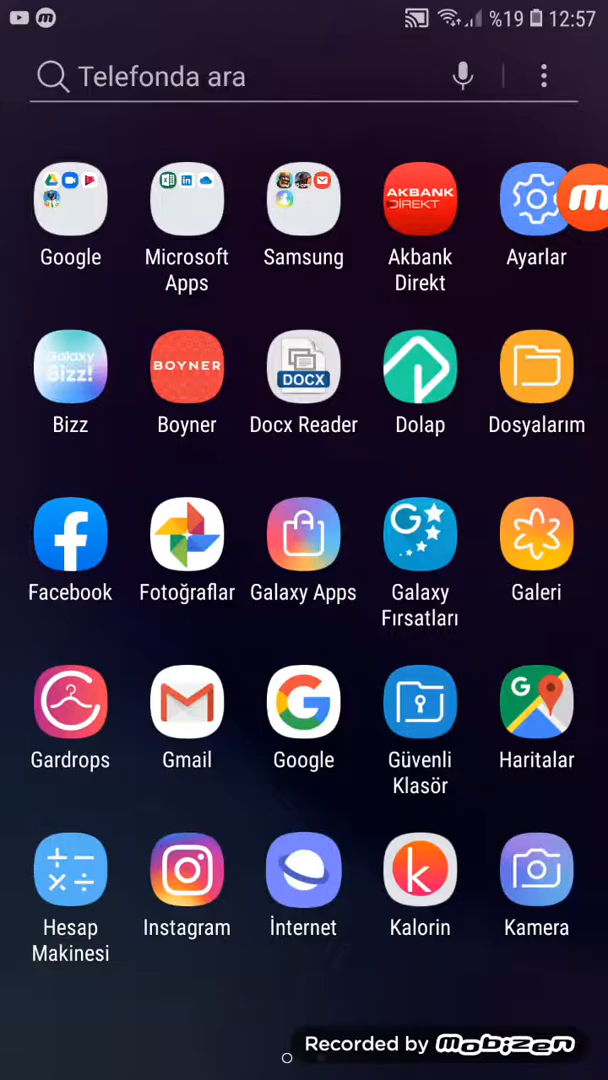 %19 12:57
Telefonda ara
Google
Microsoft
Apps
Samsung
AKBANK
DİREKT
Akbank
Direkt
Ayarlar
Galaxy
Bizz!
Bizz
BOYNER
Boyner
DOCX
Docx Reader
Dolap
Dosyalarım
Facebook
Fotoğraflar
Galaxy Apps
Galaxy
Fırsatları
Galeri
Gardrops
Gmail
Google
Güvenli
Klasör
Haritalar
Hesap
Makinesi
Instagram
İnternet
Kalorin
Kamera
Recorded by mobizen